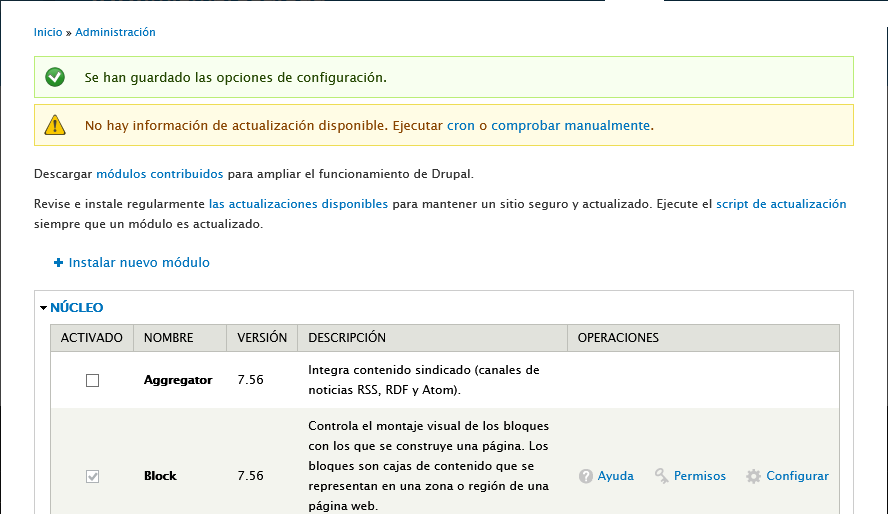 Inicio » Administración
Se han guardado las opciones de configuración.
No hay información de actualización disponible. Ejecutar cron o comprobar manualmente.
Descargar módulos contribuidos para ampliar el funcionamiento de Drupal.
Revise e instale regularmente las actualizaciones disponibles para mantener un sitio seguro y actualizado. Ejecute el script de actualización
siempre que un módulo es actualizado.
+ Instalar nuevo módulo
NÚCLEO
ACTIVADO NOMBRE VERSIÓN DESCRIPCIÓN OPERACIONES
Aggregator 7.56 Integra contenido sindicado (canales de
noticias RSS, RDF y Atom).
Controla el montaje visual de los bloques
con los que se construye una página. Los
Block 7.56 bloques son cajas de contenido que se Ayuda Permisos Configurar
representan en una zona o región de una
página web.